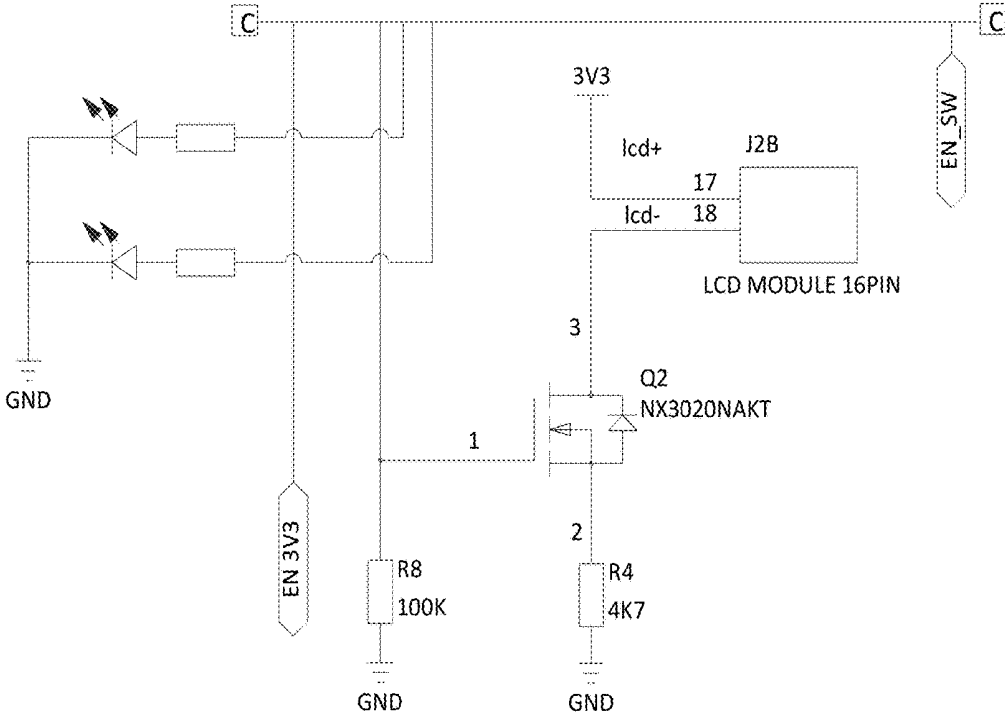 C
C
3V3
EN_SW
lcd+
J2B
17
lcd-
18
LCD MODULE 16PIN
3
GND
Q2
NX3020NAKT
1
EN 3V3
2
R8
100K
R4
4K7
GND
GND